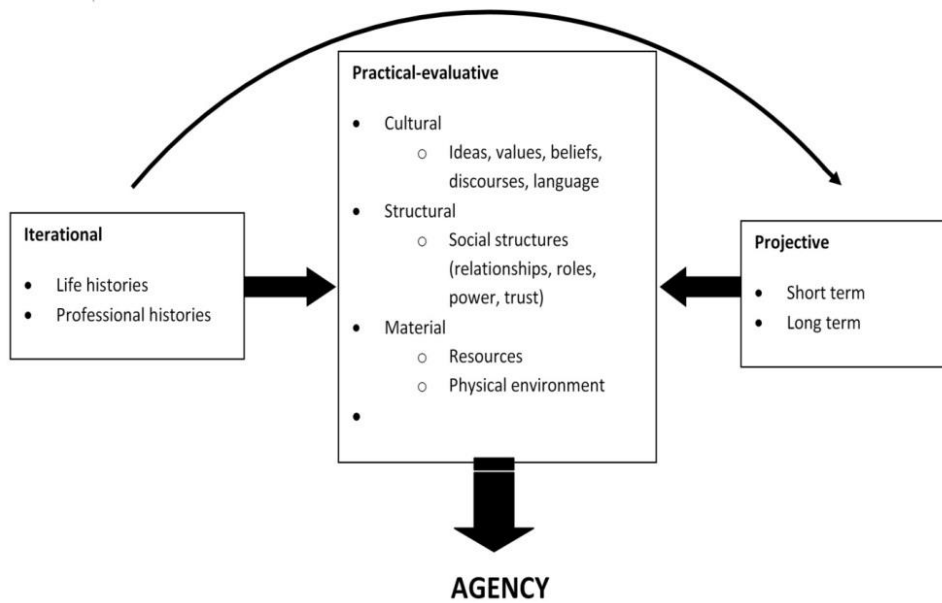 Practical-evaluative
• Cultural
o Ideas, values, beliefs,
discourses, language
• Structural
o Social structures
(relationships, roles,
power, trust)
• Material
o Resources
o Physical environment
•
Iterational
• Life histories
• Professional histories
Projective
• Short term
• Long term
AGENCY